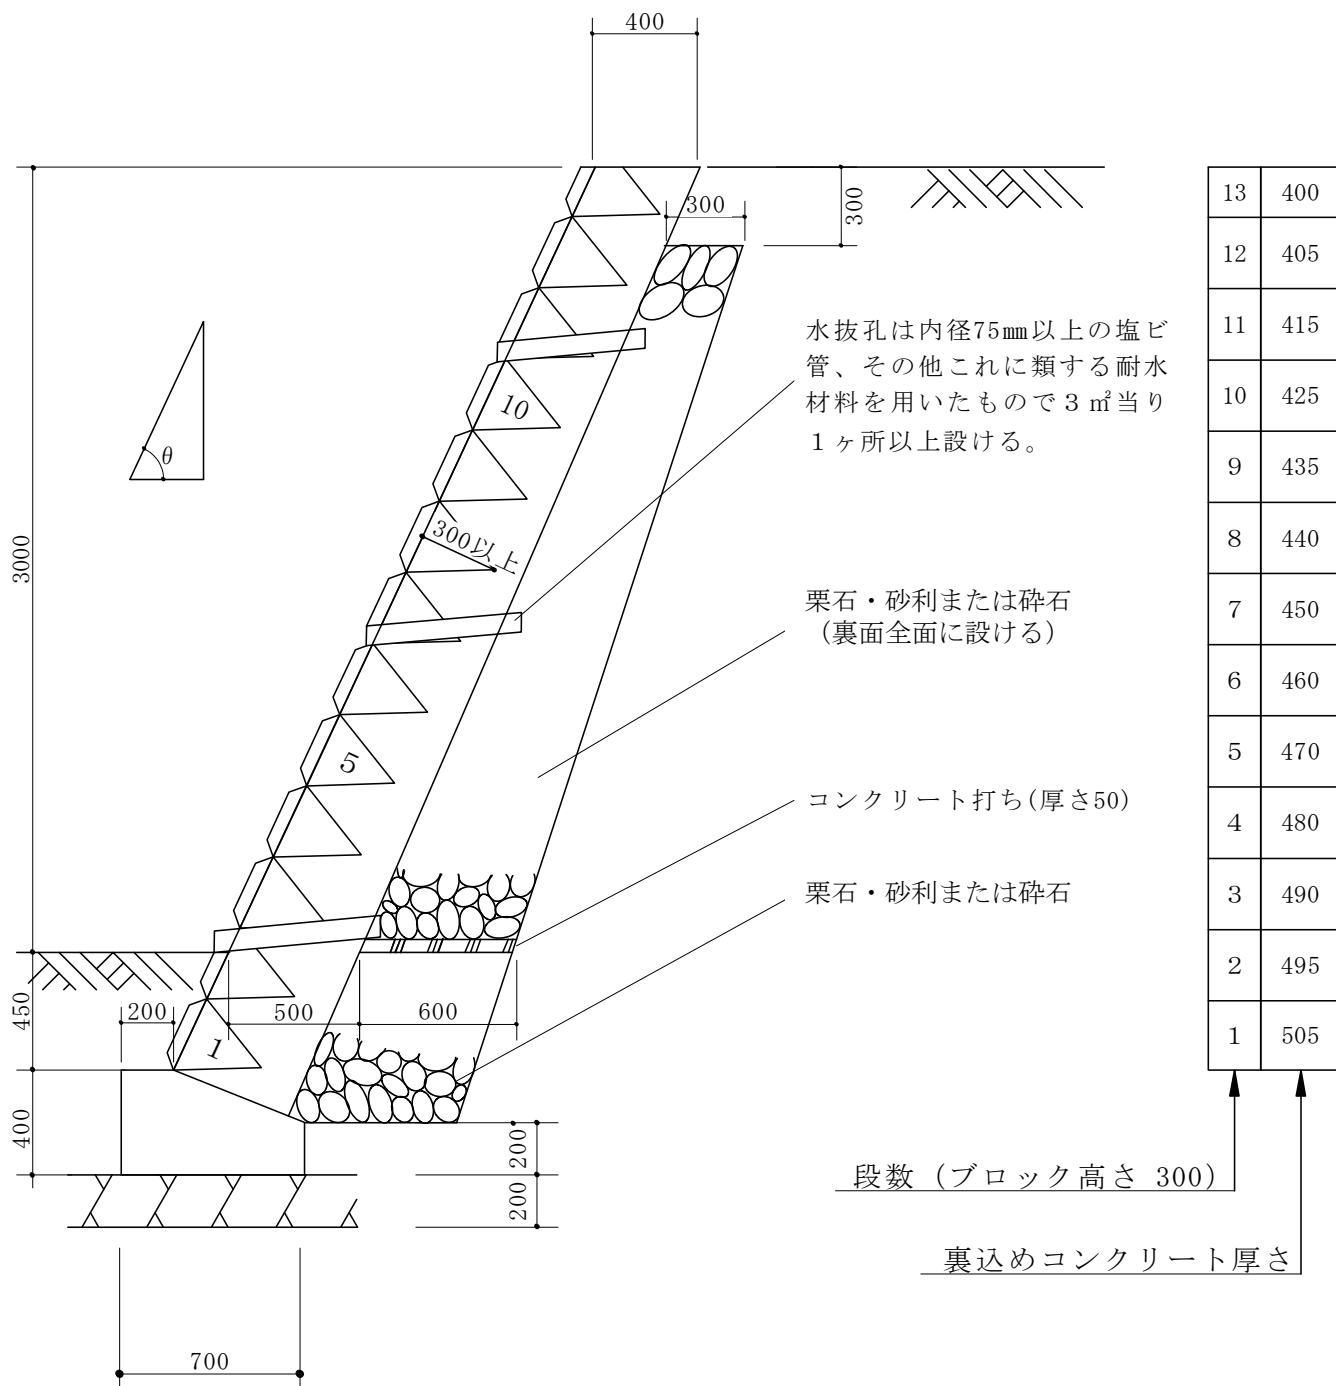 400
300
300
水抜孔は内径75㎜以上の塩ビ
管、その他これに類する耐水
材料を用いたもので３㎡当り
１ヶ所以上設ける。
θ
10
300以上
3000
栗石・砂利または砕石
（裏面全面に設ける）
5
コンクリート打ち(厚さ50)
栗石・砂利または砕石
450
200
500
600
1
400
200
200
700
13 400
12 405
11 415
10 425
9 435
8 440
7 450
6 460
5 470
4 480
3 490
2 495
1 505
段数（ブロック高さ 300）
裏込めコンクリート厚さ